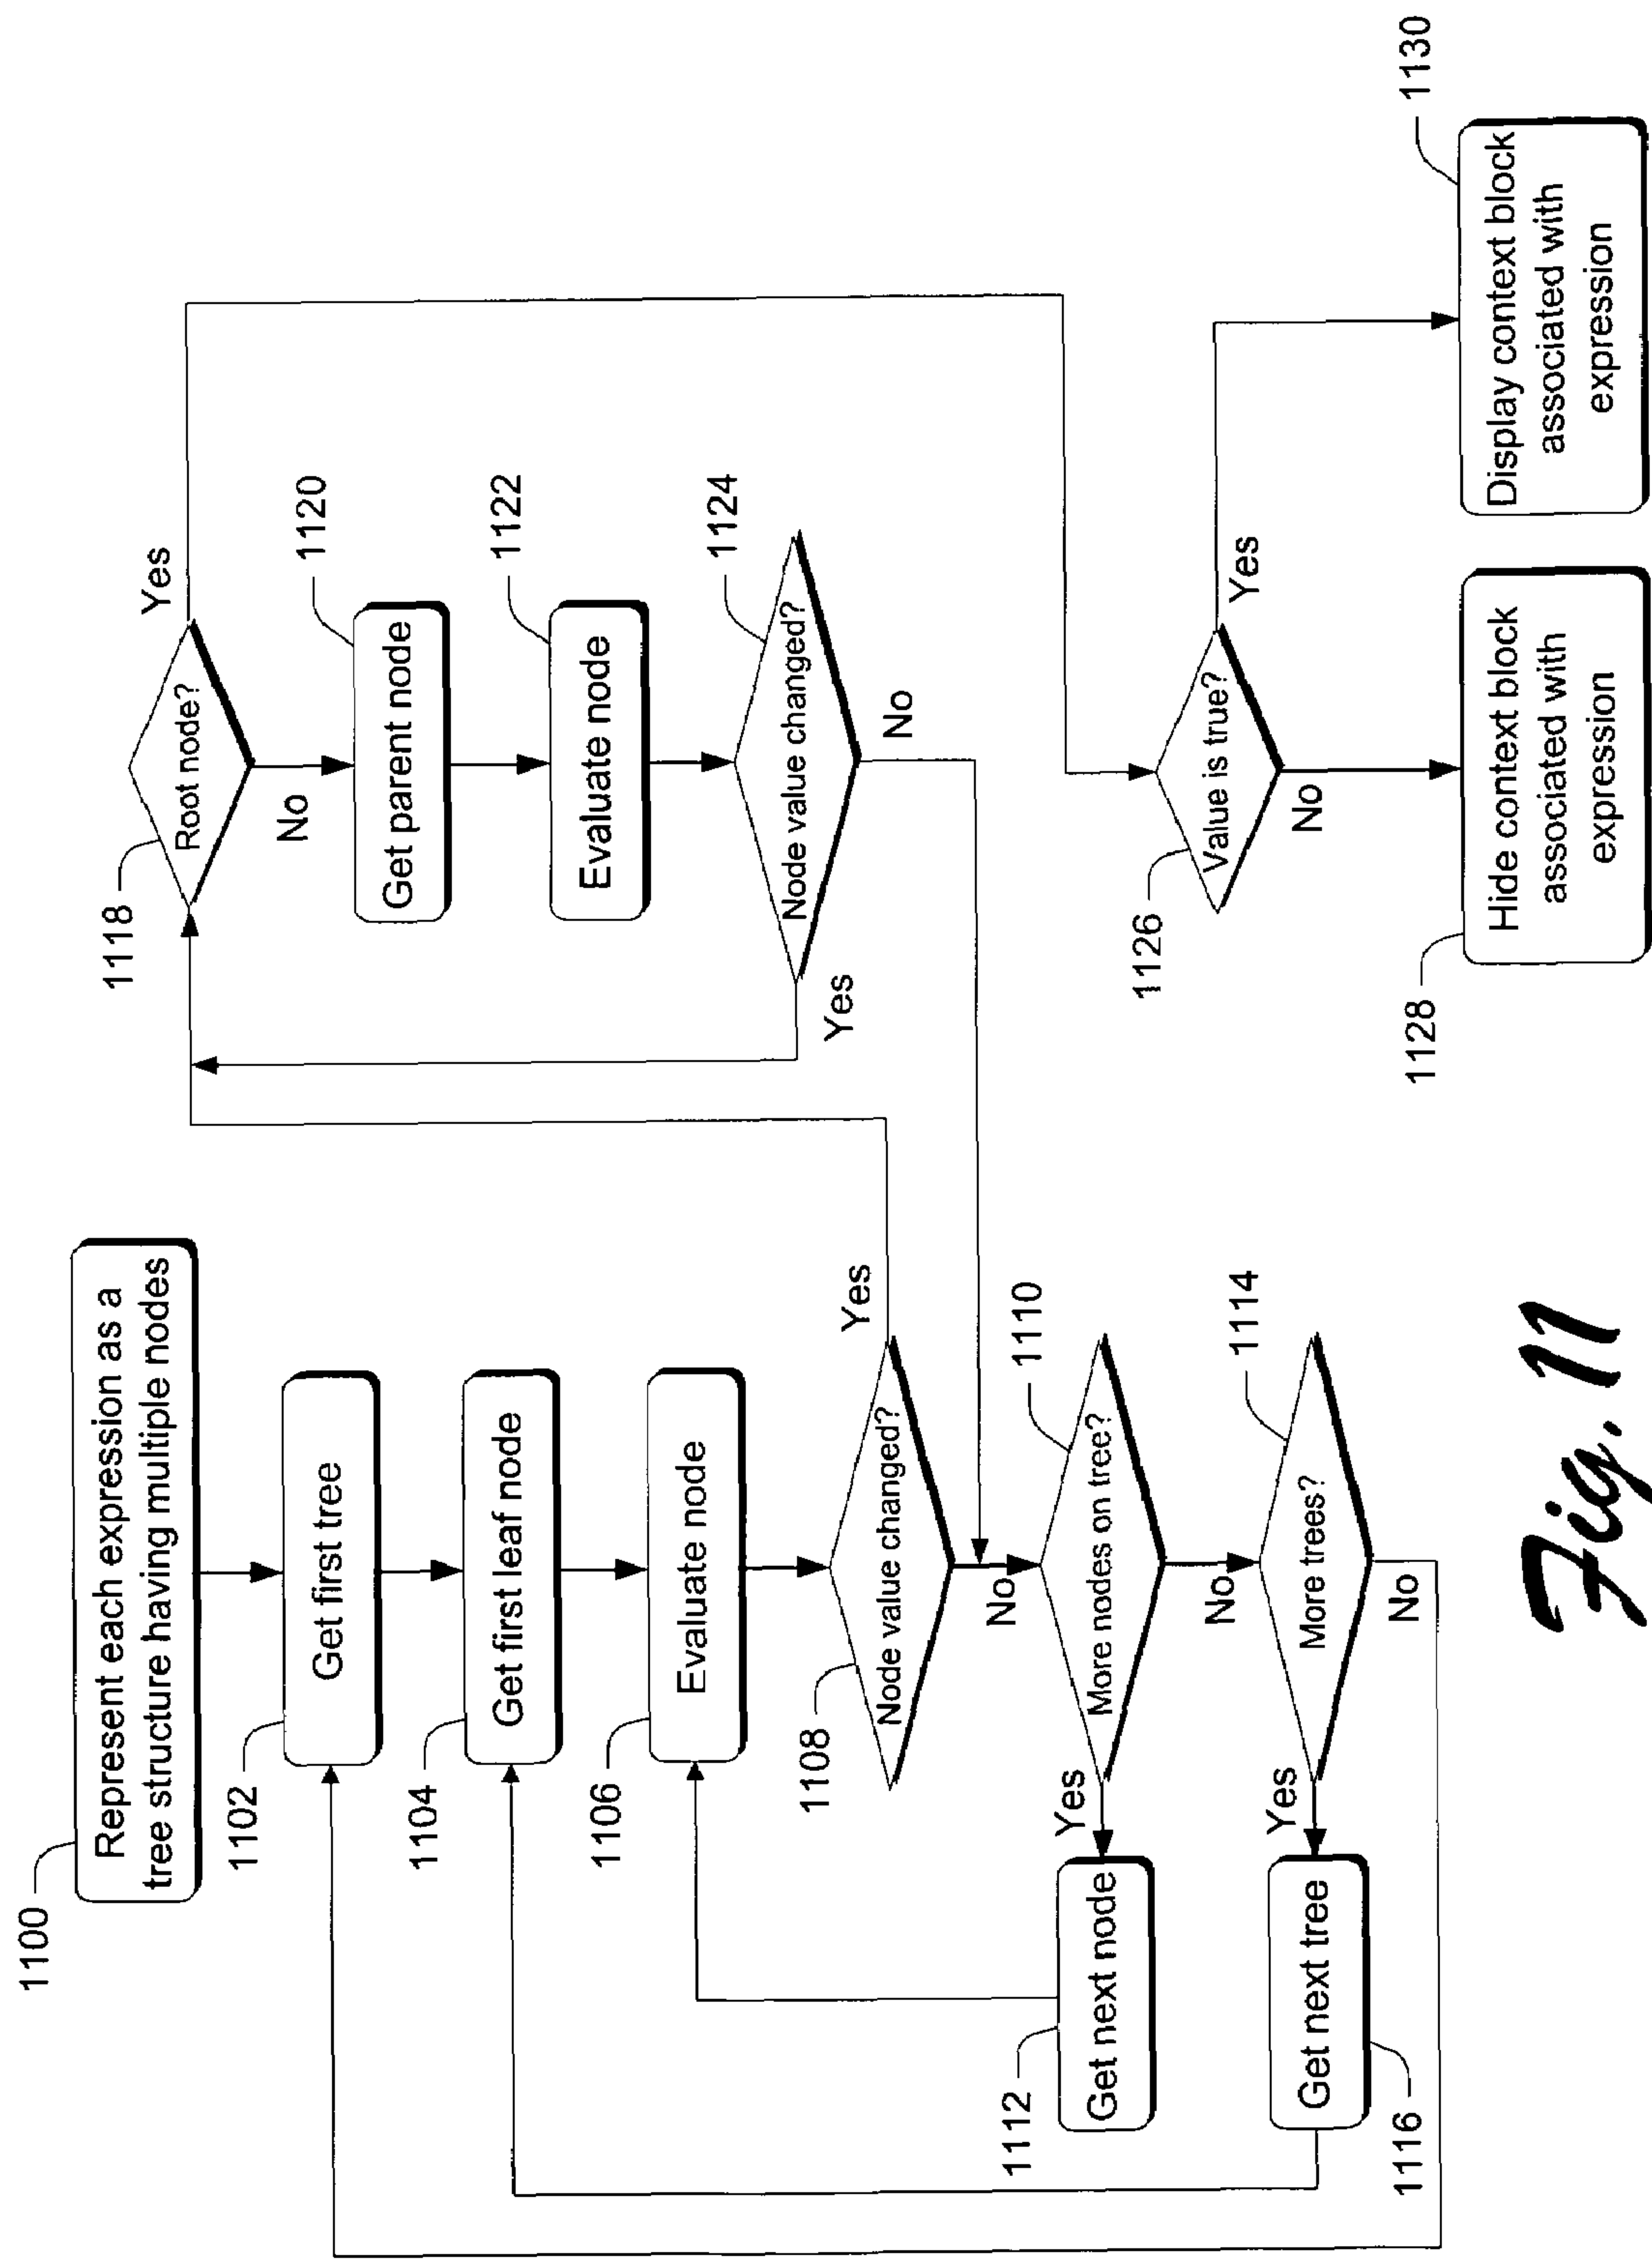 1100
Represent each expression as a
tree structure having multiple nodes
1102
Get first tree
1104
Get first leaf node
1106
Evaluate node
1108
Node value changed?
Yes
No
1110
More nodes on tree?
Yes
No
1112
Get next node
1114
More trees?
Yes
No
1116
Get next tree
1118
Root node?
Yes
No
1120
Get parent node
1122
Evaluate node
1124
Node value changed?
Yes
No
1126
Value is true?
Yes
No
1128
Hide context block
associated with
expression
1130
Display context block
associated with
expression
Fig. 11